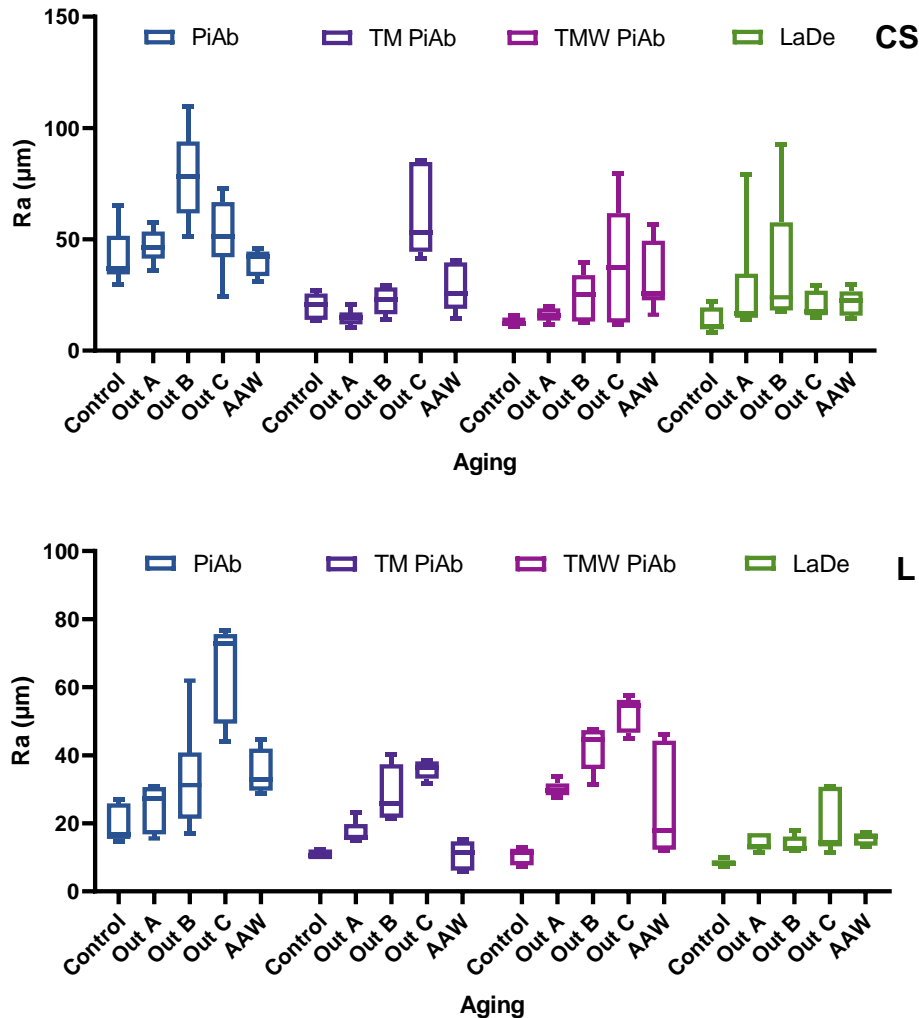 PiAb TM PiAb TMW PiAb LaDe CS
150
100
50
0
Ra (µm)
Control Out A Out B Out C AAW Control Out A Out B Out C AAW Control Out A Out B Out C AAW Control Out A Out B Out C AAW
Aging
PiAb TM PiAb TMW PiAb LaDe L
100
80
60
40
20
0
Ra (µm)
Control Out A Out B Out C AAW Control Out A Out B Out C AAW Control Out A Out B Out C AAW Control Out A Out B Out C AAW
Aging